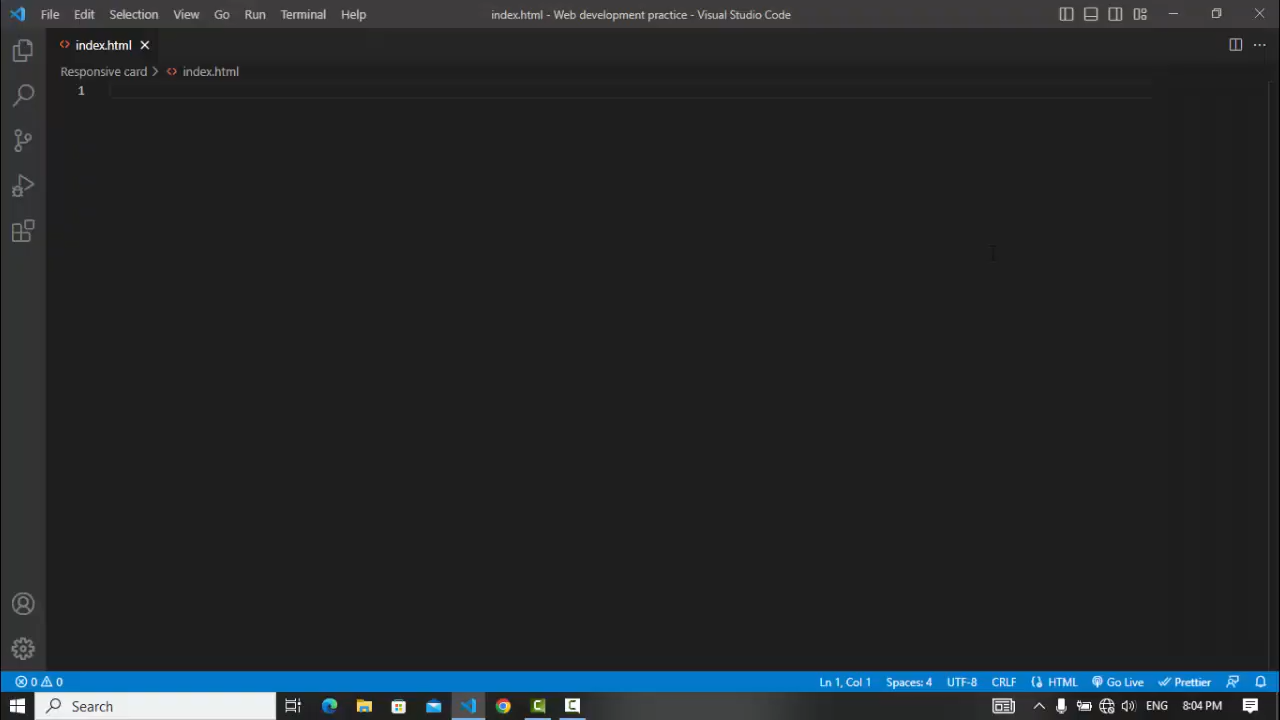 File Edit Selection View Go Run Terminal Help index.html - Web development practice - Visual Studio Code
index.html
Responsive card index.html
1
0 0 Ln 1, Col 1 Spaces: 4 UTF-8 CRLF HTML Go Live Prettier
Search ENG 8:04 PM